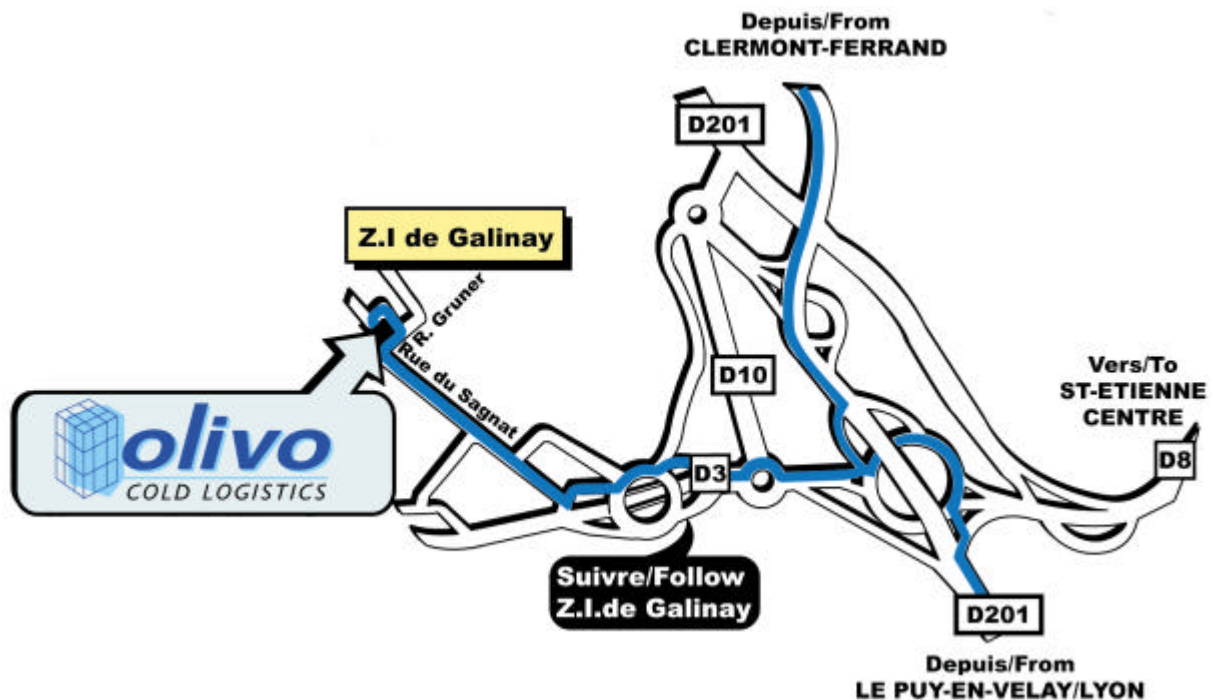 Depuis/From
CLERMONT-FERRAND
D201
Z.I de Galinay
R. Gruner
Rue du Sagnat
D10
Vers/To
ST-ETIENNE
CENTRE
olivo
COLD LOGISTICS
D3
D8
Suivre/Follow
Z.I.de Galinay
D201
Depuis/From
LE PUY-EN-VELAY/LYON